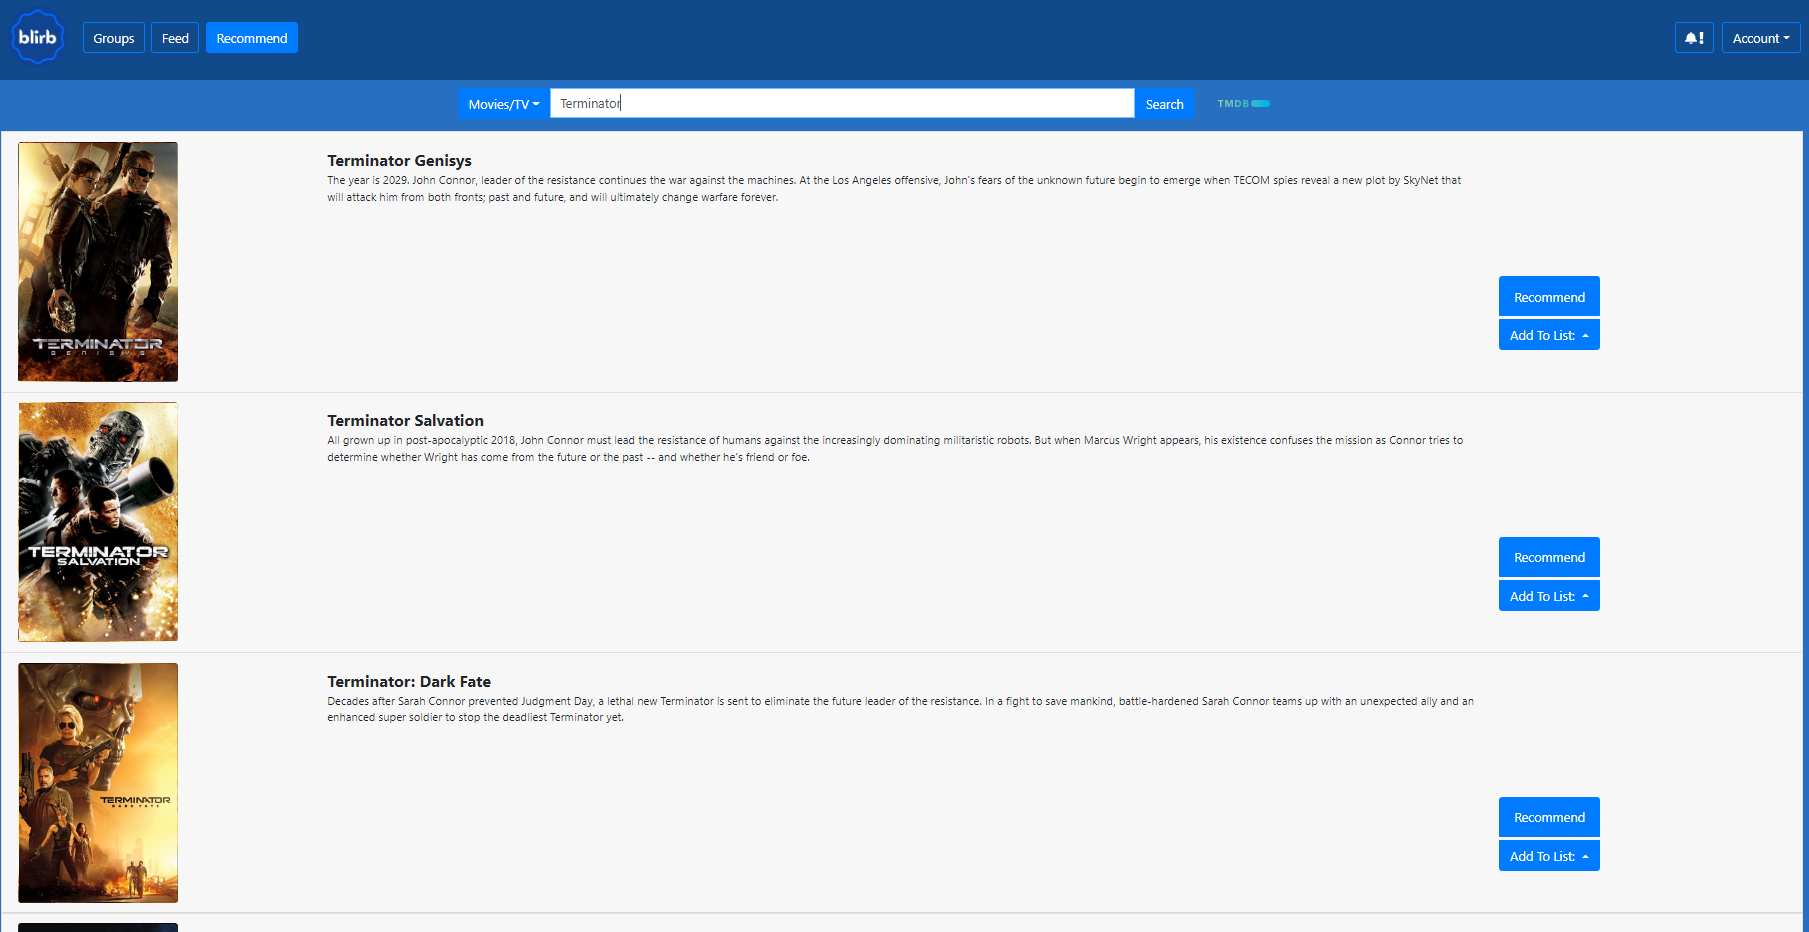 blirb
Groups
Feed
Recommend
!
Account
Movies/TV
Terminator
Search
TMDB
TERMINATOR
GENISYS
Terminator Genisys
The year is 2029. John Connor, leader of the resistance continues the war against the machines. At the Los Angeles offensive, John's fears of the unknown future begin to emerge when TECOM spies reveal a new plot by SkyNet that
will attack him from both fronts; past and future, and will ultimately change warfare forever.
Recommend
Add To List:
TERMINATOR
SALVATION
Terminator Salvation
All grown up in post-apocalyptic 2018, John Connor must lead the resistance of humans against the increasingly dominating militaristic robots. But when Marcus Wright appears, his existence confuses the mission as Connor tries to
determine whether Wright has come from the future or the past -- and whether he's friend or foe.
Recommend
Add To List:
TERMINATOR
DARK FATE
Terminator: Dark Fate
Decades after Sarah Connor prevented Judgment Day, a lethal new Terminator is sent to eliminate the future leader of the resistance. In a fight to save mankind, battle-hardened Sarah Connor teams up with an unexpected ally and an
enhanced super soldier to stop the deadliest Terminator yet.
Recommend
Add To List: